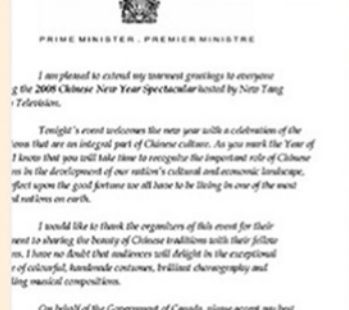 PRIME MINISTER . PREMIER MINISTRE
I am pleased to extend my warmest greetings to everyone
g the 2008 Chinese New Year Spectacular hosted by New Tang
Television.
Tonight's event welcomes the new year with a celebration of the
ons that are an integral part of Chinese culture. As you mark the Year of
I know that you will take time to recognize the important role of Chinese
ns in the development of our nation's cultural and economic landscape,
flect upon the good fortune we all have to be living in one of the most
d nations on earth.
I would like to thank the organizers of this event for their
ment to sharing the beauty of Chinese traditions with their fellow
ns. I have no doubt that audiences will delight in the exceptional
of colourful, handmade costumes, brilliant choreography and
ling musical compositions.
On behalf of the Government of Canada, please accept my best